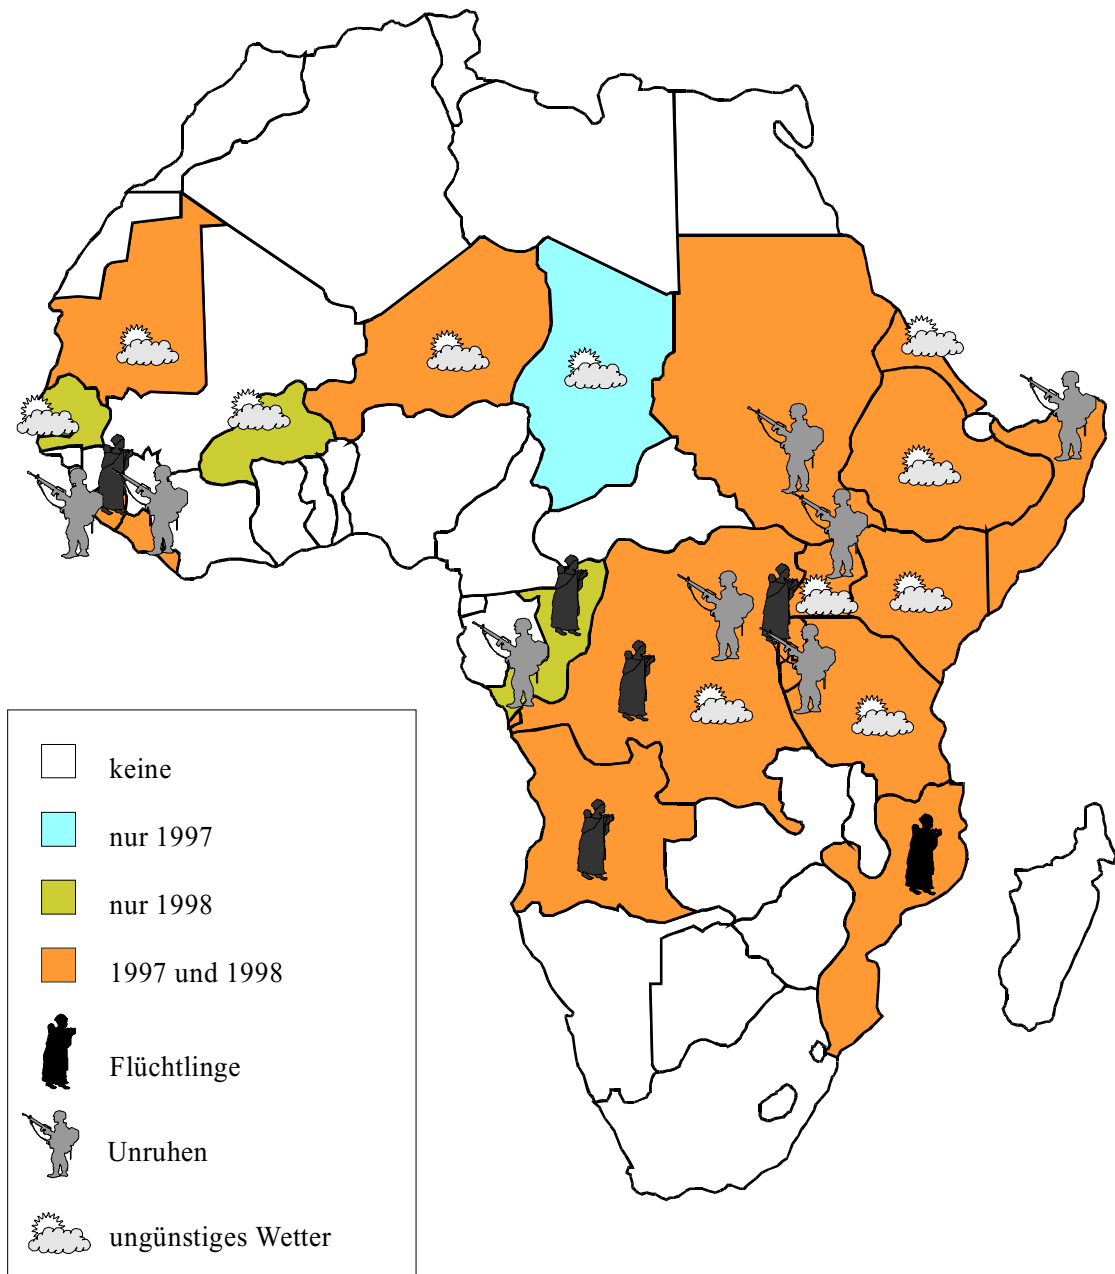 keine
nur 1997
nur 1998
1997 und 1998
Flüchtlinge
Unruhen
ungünstiges Wetter